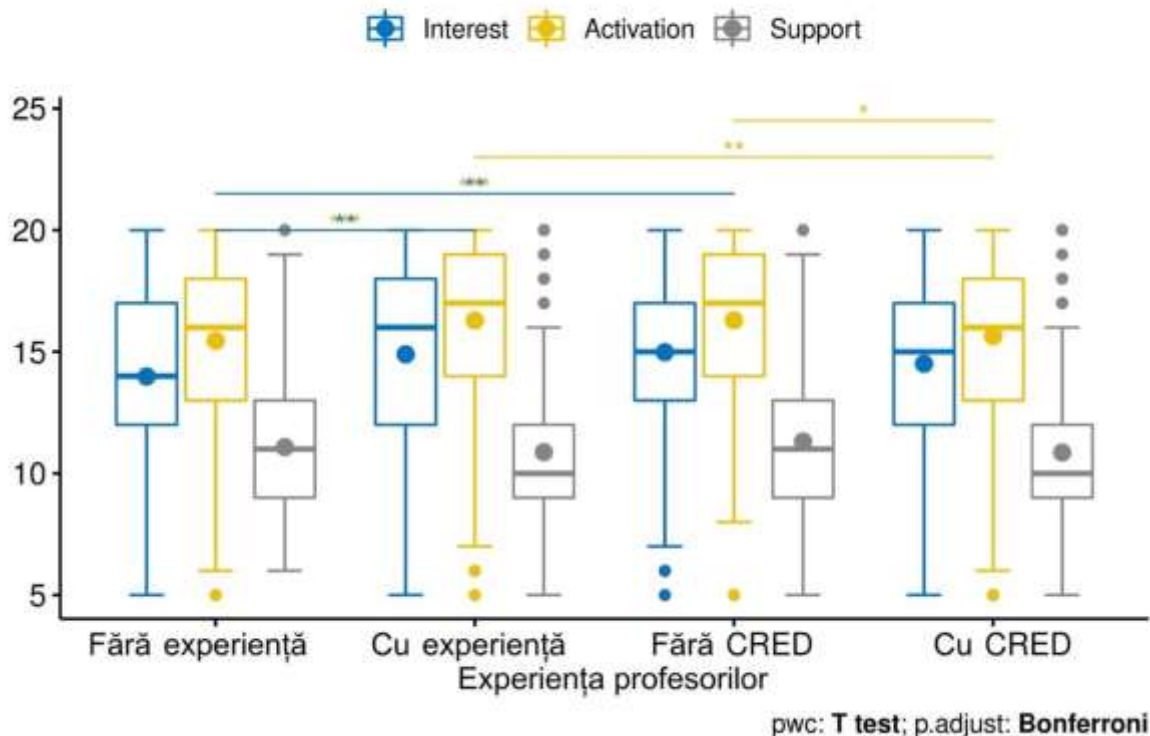 Interest Activation Support
25
20
15
10
5
* 
**
**
**
Fără experiență Cu experiență Fără CRED Cu CRED
Experiența profesorilor
pwc: T test; p.adjust: Bonferroni